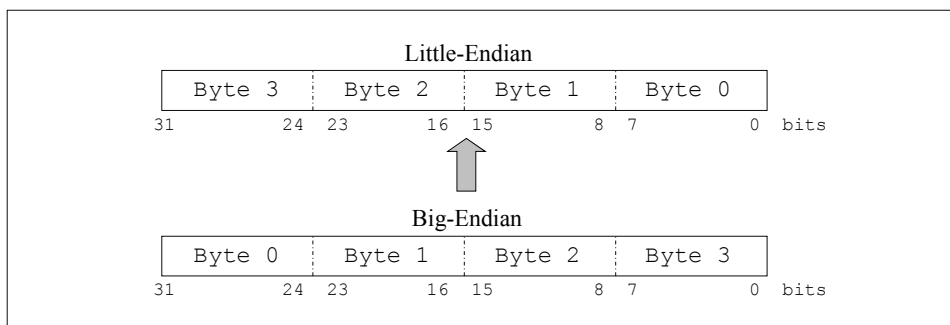 Little-Endian
Byte 3 Byte 2 Byte 1 Byte 0
31 24 23 16 15 8 7 0 bits
Big-Endian
Byte 0 Byte 1 Byte 2 Byte 3
31 24 23 16 15 8 7 0 bits